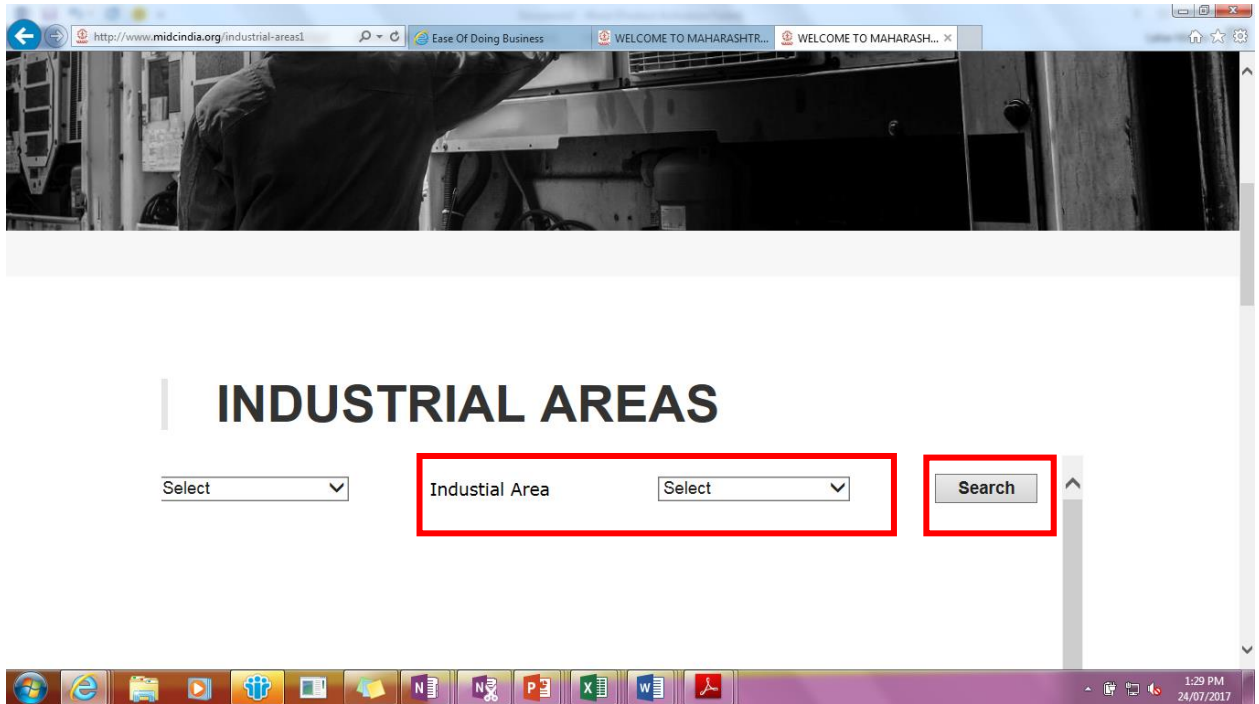 http://www.midcindia.org/industrial-areas1
Ease Of Doing Business
WELCOME TO MAHARASHTR...
WELCOME TO MAHARASH...
INDUSTRIAL AREAS
Select
Industial Area
Select
Search
1:29 PM
24/07/2017